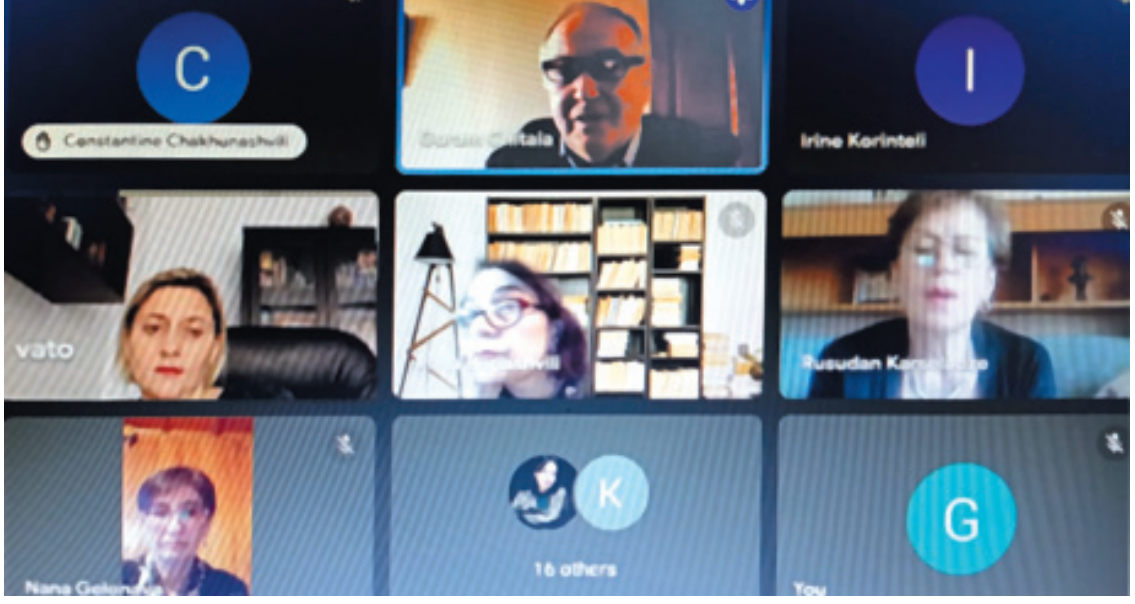 C
Constantine Chakhunashvili
I
Irine Korinteli
vato
Rusudan
K
16 others
G
Nana
You